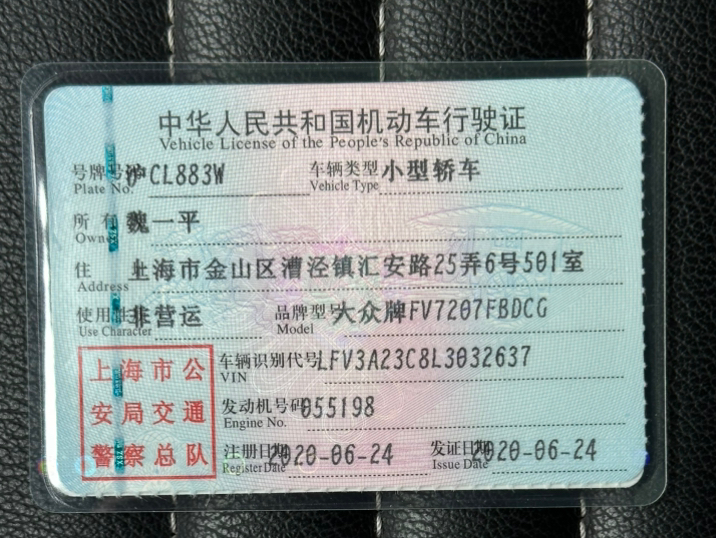 中华人民共和国机动车行驶证
Vehicle License of the People's Republic of China
号牌号码 沪CL883W 车辆类型 小型轿车
Plate No. Vehicle Type
所有人 魏一平
Owner
住址 上海市金山区漕泾镇汇安路25弄6号501室
Address
使用性质 非营运 品牌型号 大众牌FV7207FBDCG
Use Character Model
车辆识别代号 LFV3A23C8L3032637
VIN
发动机号码 055198
Engine No.
注册日期 2020-06-24 发证日期 2020-06-24
Register Date Issue Date
上海市公
安局交通
警察总队